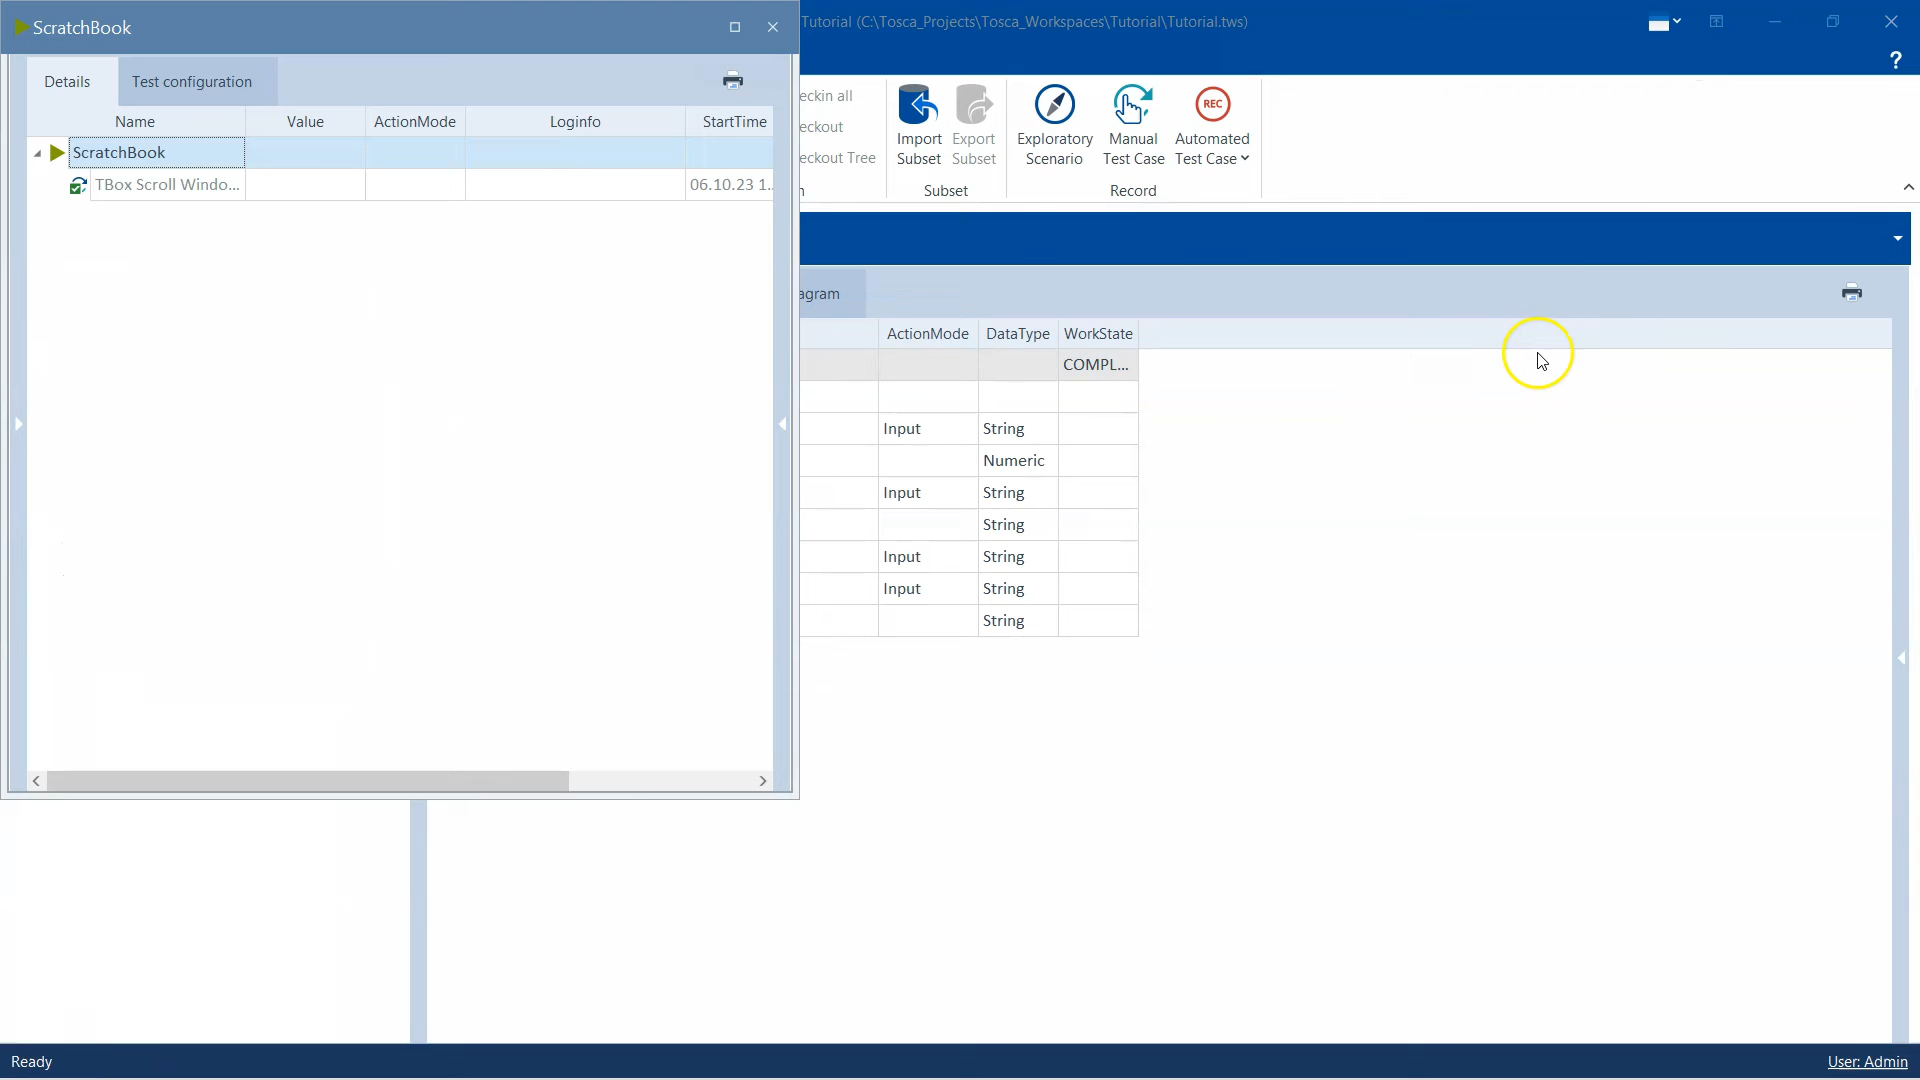 ScratchBook
Tutorial (C:\Tosca_Projects\Tosca_Workspaces\Tutorial\Tutorial.tws)
?
Details
Test configuration
Name
Value
ActionMode
Loginfo
StartTime
ScratchBook
TBox Scroll Windo...
06.10.23 1..
eckin all
eckout
eckout Tree
n
Import Subset
Export Subset
Subset
Exploratory Scenario
Manual Test Case
REC
Automated Test Case
Record
agram
ActionMode
DataType
WorkState
COMPL...
Input
String
Numeric
Input
String
String
Input
String
Input
String
String
Ready
User: Admin